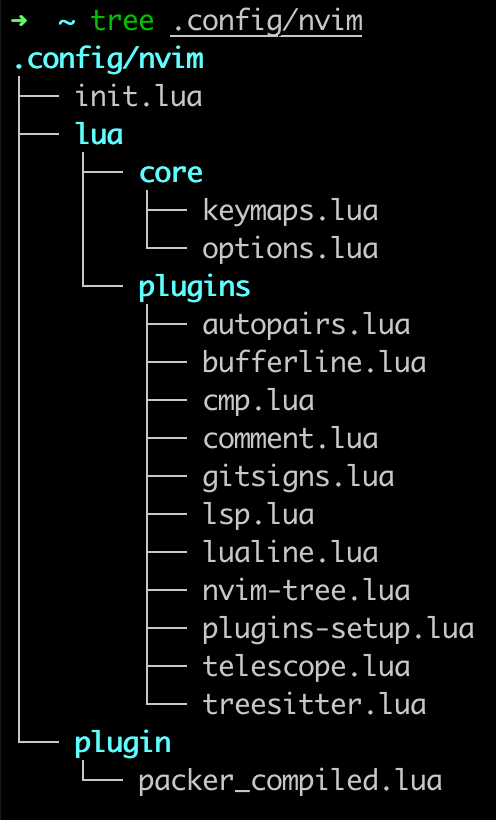 ➜  ~ tree .config/nvim
.config/nvim
├── init.lua
├── lua
│   ├── core
│   │   ├── keymaps.lua
│   │   └── options.lua
│   └── plugins
│       ├── autopairs.lua
│       ├── bufferline.lua
│       ├── cmp.lua
│       ├── comment.lua
│       ├── gitsigns.lua
│       ├── lsp.lua
│       ├── lualine.lua
│       ├── nvim-tree.lua
│       ├── plugins-setup.lua
│       ├── telescope.lua
│       └── treesitter.lua
└── plugin
    └── packer_compiled.lua